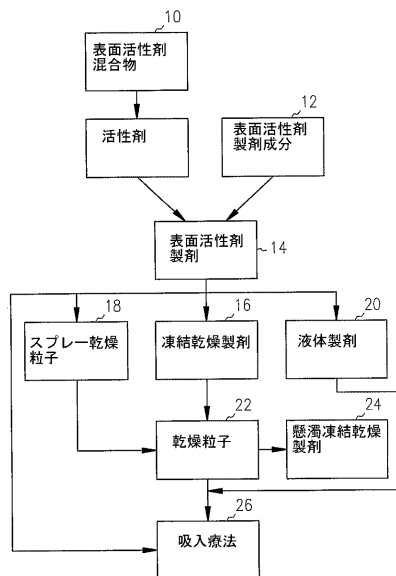 10
表面活性剤
混合物
12
活性剤
表面活性剤
製剤成分
表面活性剤
製剤
14
18
16
20
スプレー乾燥
粒子
凍結乾燥製剤
液体製剤
22
24
乾燥粒子
懸濁凍結乾燥
製剤
26
吸入療法